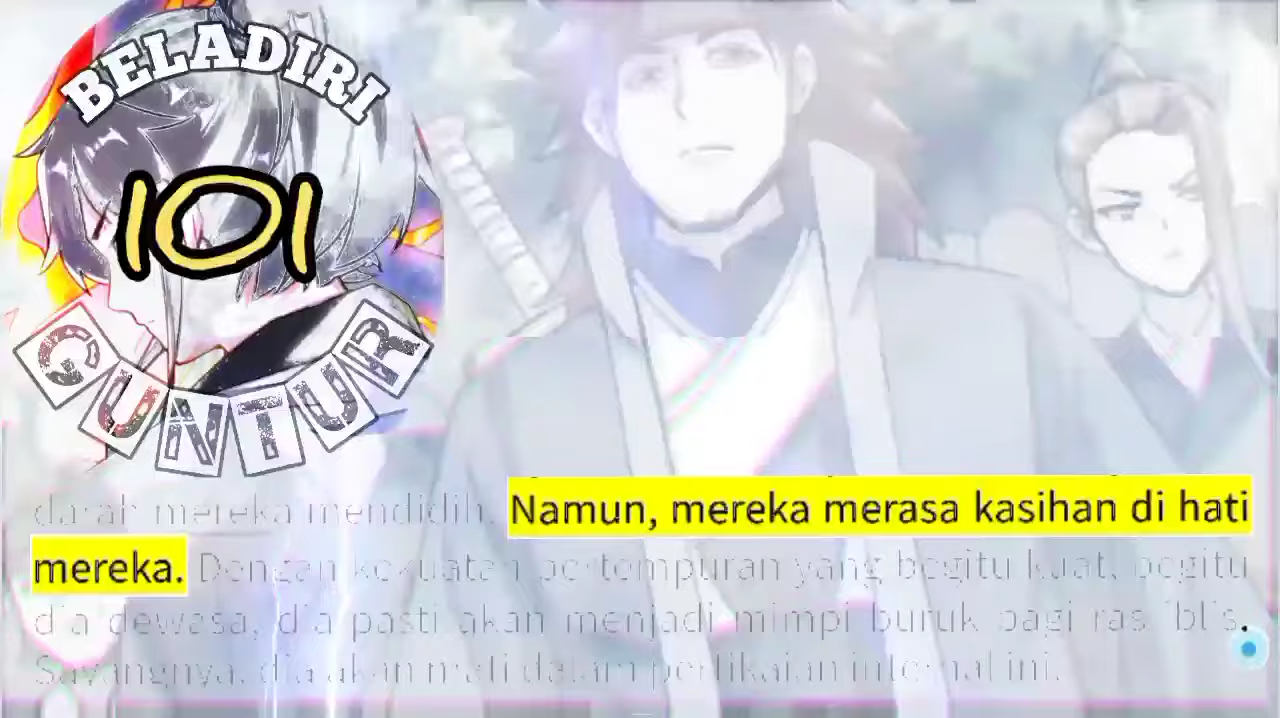 BELADIRI
101
GUNTUR
darah mereka mendidih. Namun, mereka merasa kasihan di hati
mereka. Dengan kekuatan pertempuran yang begitu kuat, begitu
dia dewasa, dia pasti akan menjadi mimpi buruk bagi ras iblis.
Sayangnya, dia akan mati dalam pertikaian internal ini.